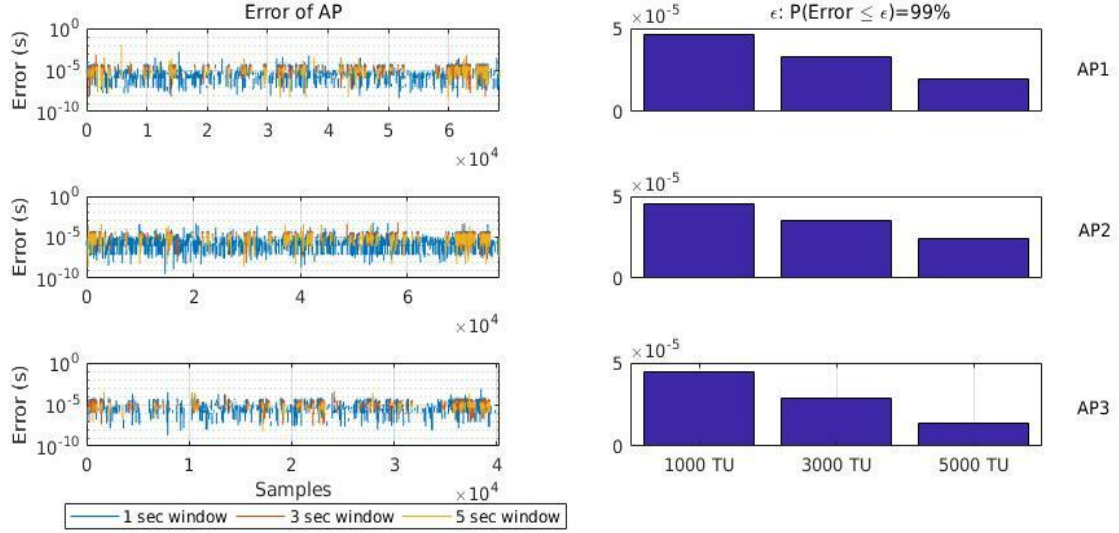 Error of AP
ϵ: P(Error ≤ ϵ)=99%
Error (s)
10^0
10^-5
10^-10
0 1 2 3 4 5 6
×10^4
×10^-5
5
0
AP1
Error (s)
10^0
10^-5
10^-10
0 2 4 6
×10^4
×10^-5
5
0
AP2
Error (s)
10^0
10^-5
10^-10
0 1 2 3 4
Samples
×10^4
×10^-5
5
0
1000 TU 3000 TU 5000 TU
AP3
1 sec window 3 sec window 5 sec window